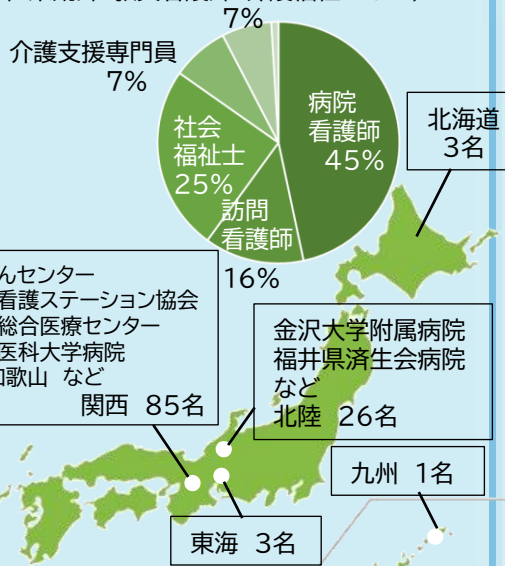 7%
介護支援専門員
7%
病院
看護師
45%
社会
福祉士
25%
訪問
看護師
16%
北海道
3名
んセンター
看護ステーション協会
総合医療センター
医科大学病院
歌山 など
関西 85名
金沢大学附属病院
福井県済生会病院
など
北陸 26名
九州 1名
東海 3名